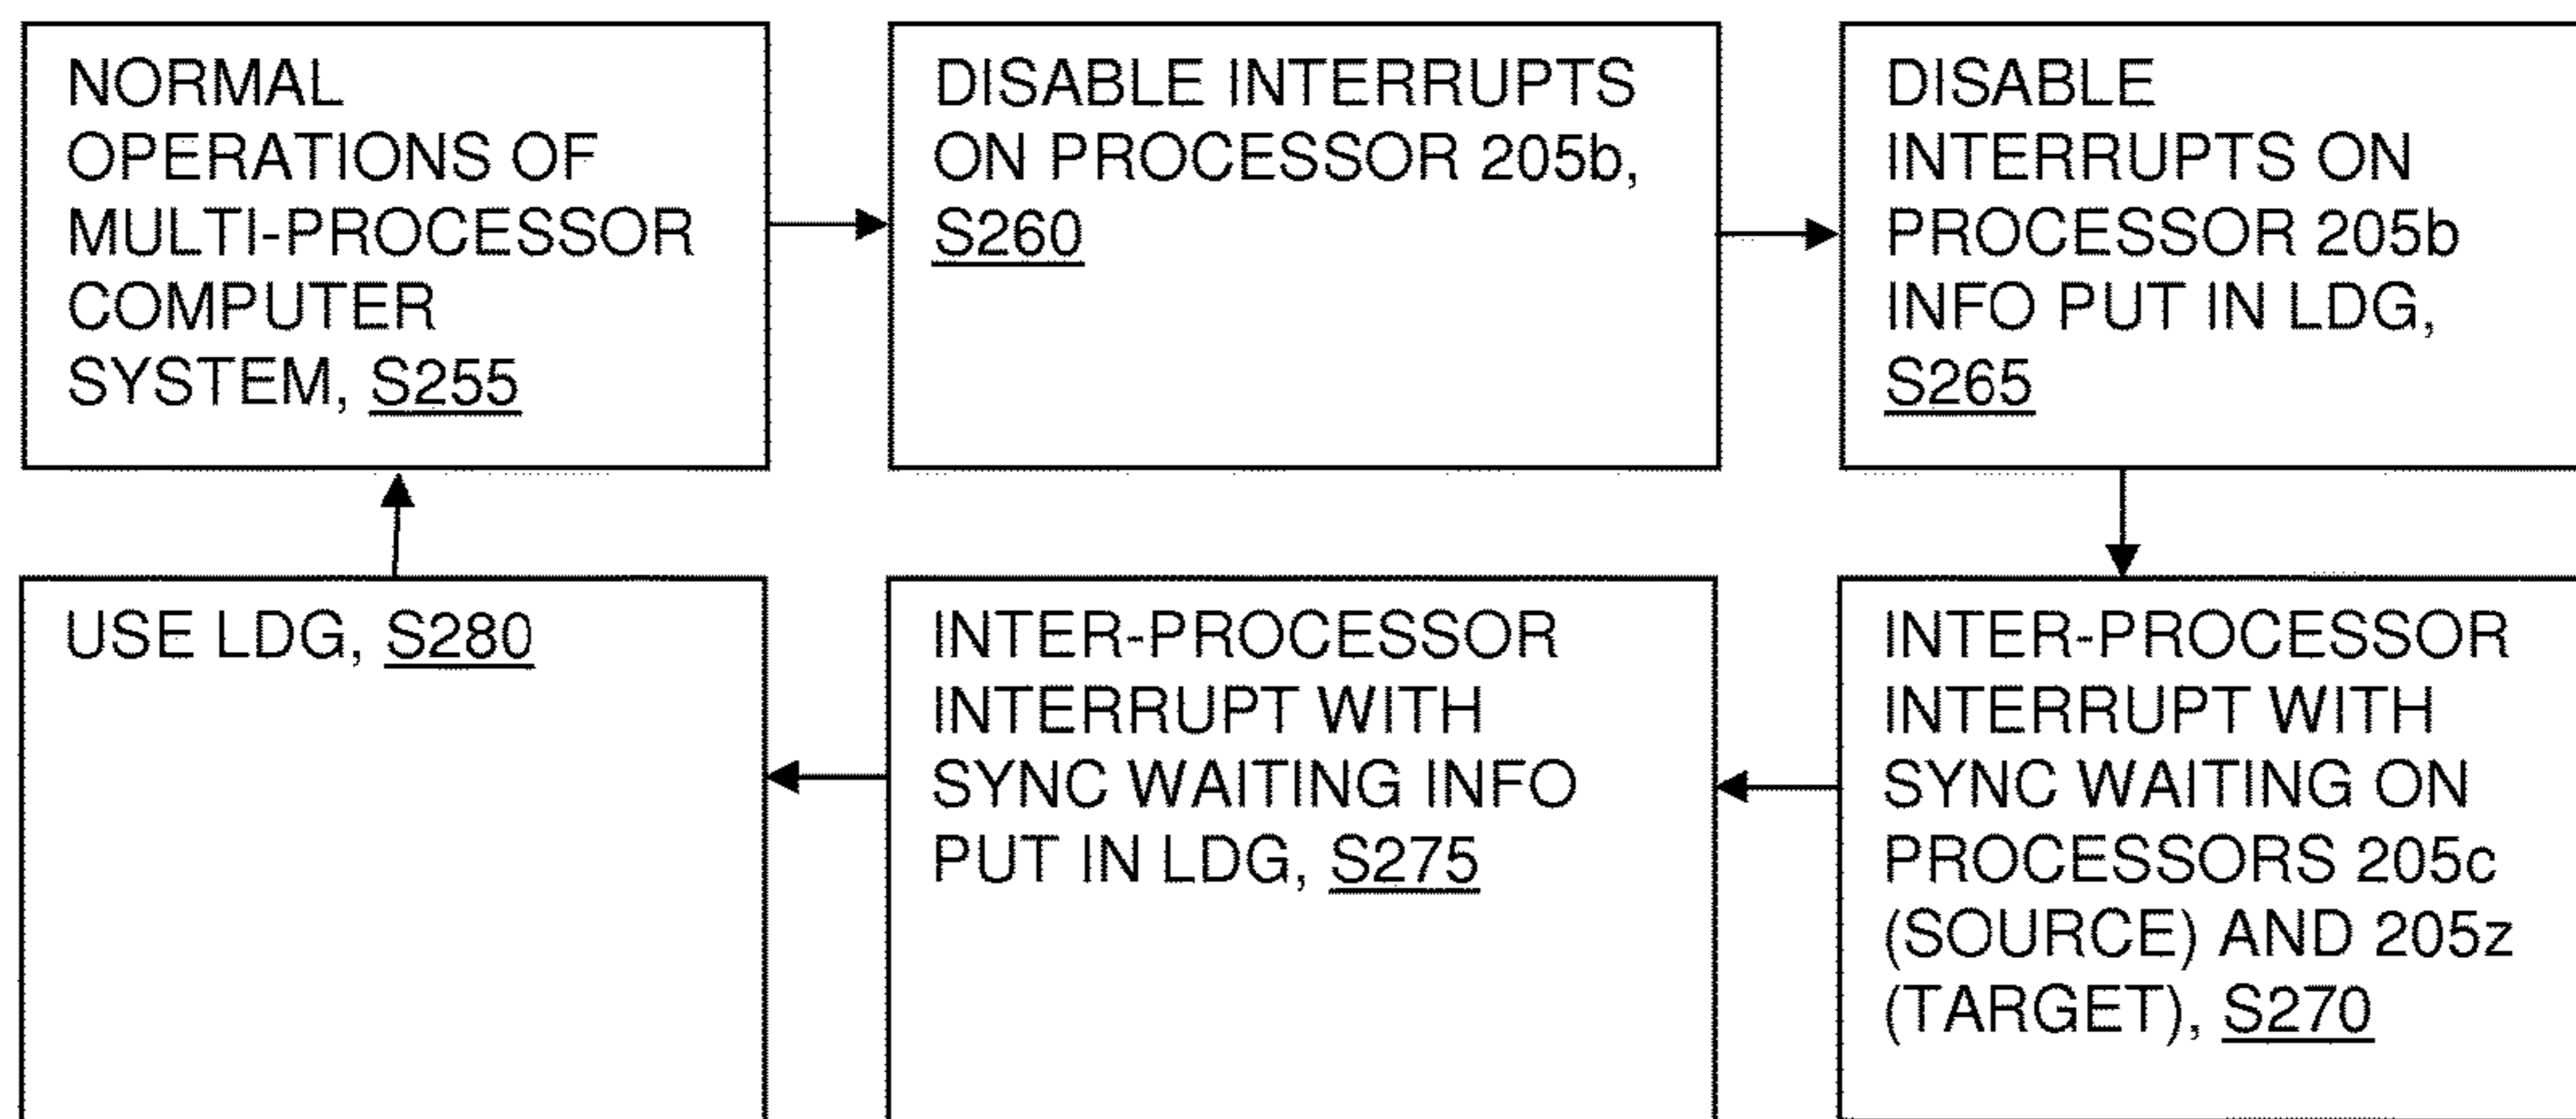 NORMAL
OPERATIONS OF
MULTI-PROCESSOR
COMPUTER
SYSTEM, S255
DISABLE INTERRUPTS
ON PROCESSOR 205b,
S260
DISABLE
INTERRUPTS ON
PROCESSOR 205b
INFO PUT IN LDG,
S265
INTER-PROCESSOR
INTERRUPT WITH
SYNC WAITING ON
PROCESSORS 205c
(SOURCE) AND 205z
(TARGET), S270
INTER-PROCESSOR
INTERRUPT WITH
SYNC WAITING INFO
PUT IN LDG, S275
USE LDG, S280